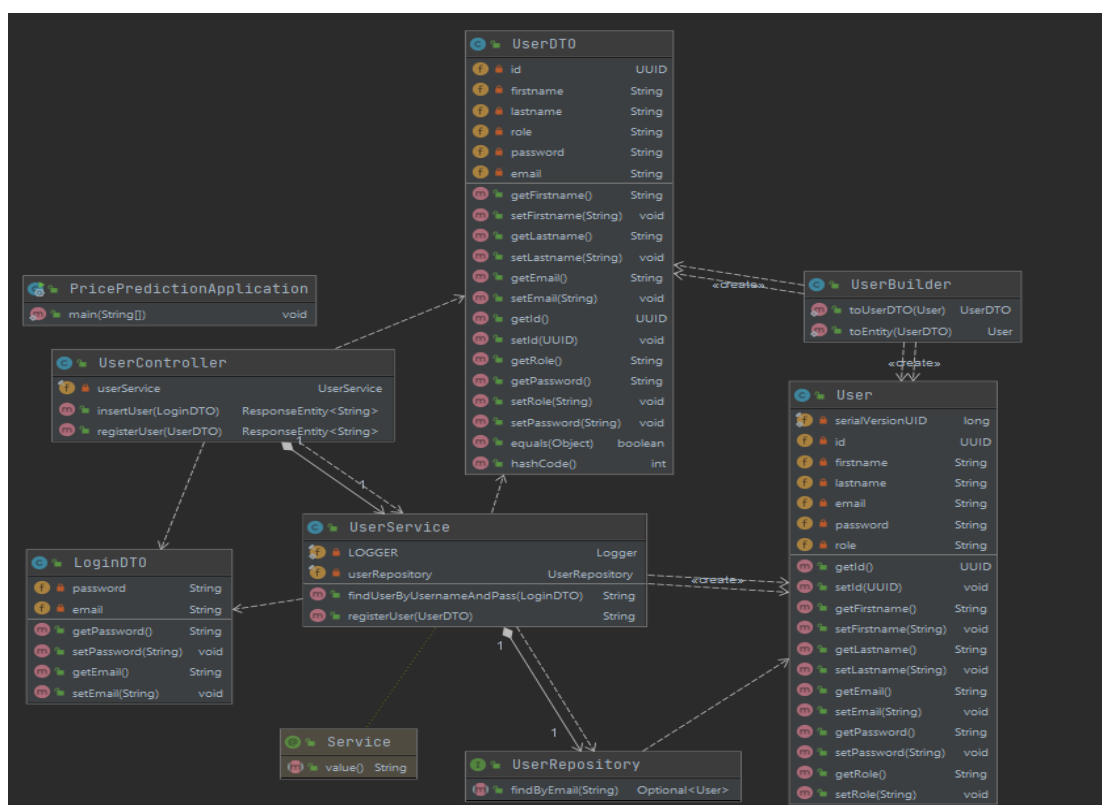 UserDTO
id UUID
firstname String
lastname String
role String
password String
email String
getFirstname() String
setFirstname(String) void
getLastname() String
setLastname(String) void
getEmail() String
setEmail(String) void
getId() UUID
setId(UUID) void
getRole() String
getPassword() String
setRole(String) void
setPassword(String) void
equals(Object) boolean
hashCode() int
PricePredictionApplication
main(String[]) void
«create»
UserBuilder
toUserDTO(User) UserDTO
toEntity(UserDTO) User
«create»
UserController
userService UserService
insertUser(LoginDTO) ResponseEntity<String>
registerUser(UserDTO) ResponseEntity<String>
1
1
User
serialVersionUID long
id UUID
firstname String
lastname String
email String
password String
role String
getId() UUID
setId(UUID) void
getFirstname() String
setFirstname(String) void
getLastname() String
setLastname(String) void
getEmail() String
setEmail(String) void
getPassword() String
setPassword(String) void
getRole() String
setRole(String) void
UserService
LOGGER Logger
userRepository UserRepository
findUserByUsernameAndPass(LoginDTO) String
registerUser(UserDTO) String
«create»
LoginDTO
password String
email String
getPassword() String
setPassword(String) void
getEmail() String
setEmail(String) void
1
1
Service
value() String
UserRepository
findByEmail(String) Optional<User>